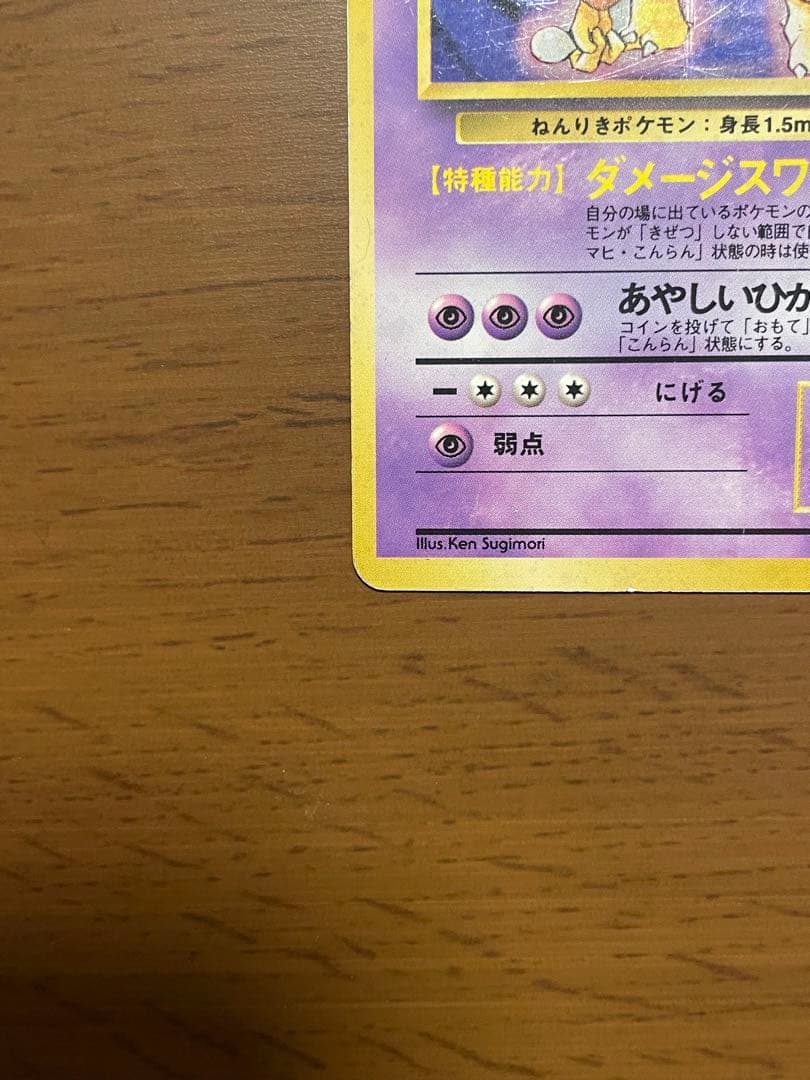 ねんりきポケモン：身長1.5m
【特種能力】 ダメージスワ
自分の場に出ているポケモンの
モンが「きぜつ」しない範囲で
マヒ・こんらん」状態の時は使
あやしいひか
コインを投げて「おもて」
「こんらん」状態にする。
ー にげる
弱点
Illus.Ken Sugimori